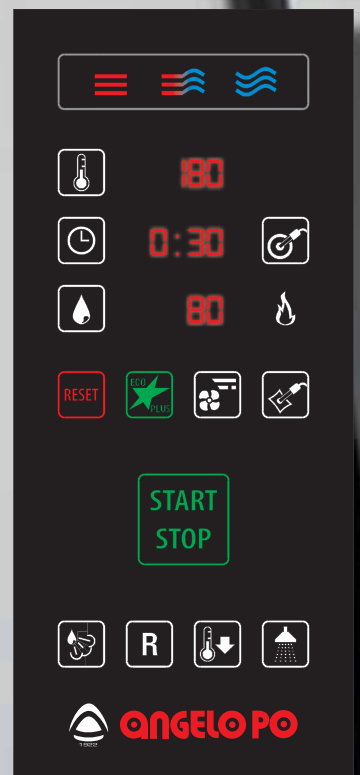 180
0:30
80
RESET
ECO
PLUS
START
STOP
R
1922
ANGELO PO